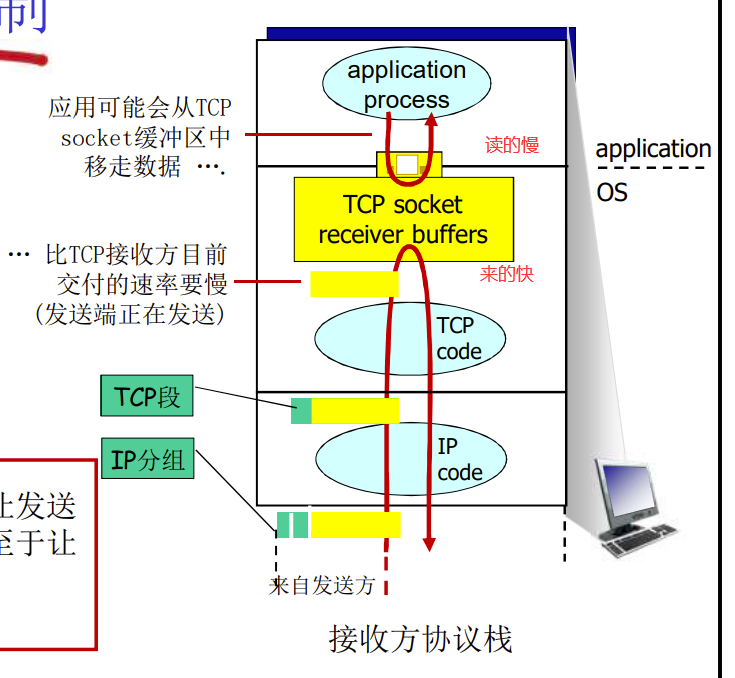 制
application
process
应用可能会从TCP
socket缓冲区中
移走数据 ….
读的慢
application
OS
TCP socket
receiver buffers
… 比TCP接收方目前
交付的速率要慢
(发送端正在发送)
来的快
TCP
code
TCP段
IP分组
IP
code
让发送
至于让
来自发送方
接收方协议栈